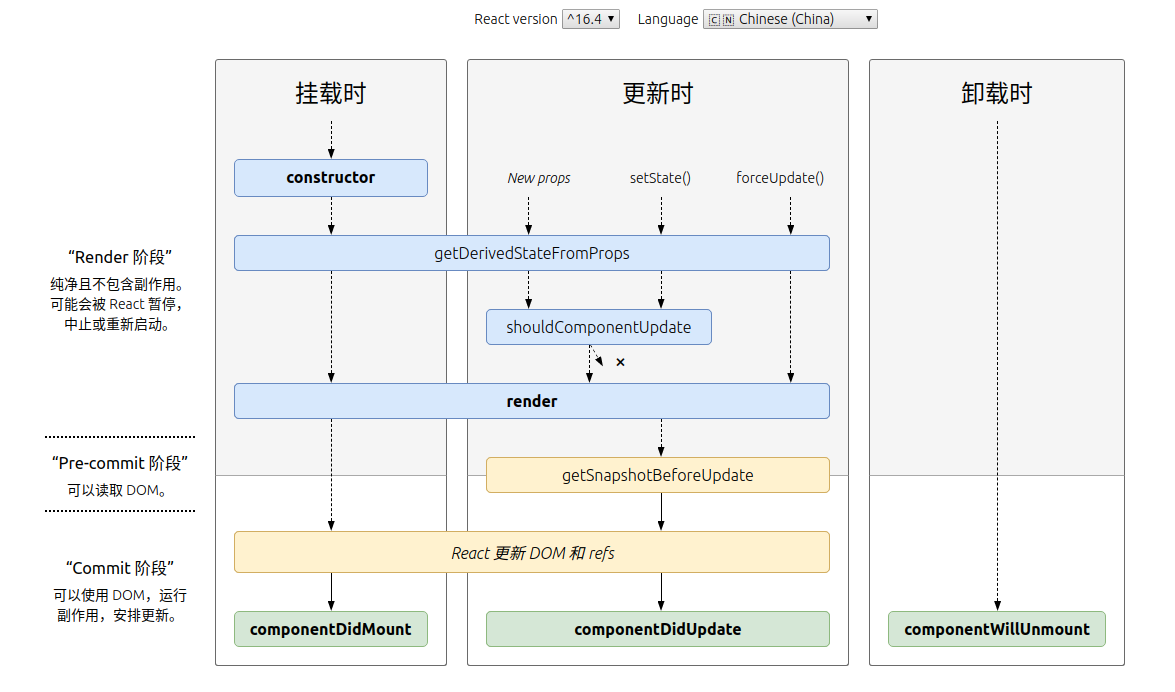 React version ^16.4 Language 🇨🇳 Chinese (China)
挂载时
更新时
卸载时
constructor
New props
setState()
forceUpdate()
“Render 阶段”
纯净且不包含副作用。
可能会被 React 暂停，
中止或重新启动。
getDerivedStateFromProps
shouldComponentUpdate
×
render
“Pre-commit 阶段”
可以读取 DOM。
getSnapshotBeforeUpdate
“Commit 阶段”
可以使用 DOM，运行
副作用，安排更新。
React 更新 DOM 和 refs
componentDidMount
componentDidUpdate
componentWillUnmount